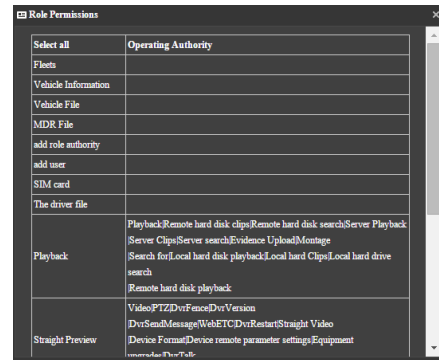 Role Permissions
Select all Operating Authority
Fleets
Vehicle Information
Vehicle File
MDR File
add role authority
add user
SIM card
The driver file
Playback
Playback|Remote hard disk clips|Remote hard disk search|Server Playback
|Server Clips|Server search|Evidence Upload|Montage
|Search for|Local hard disk playback|Local hard Clips|Local hard drive
search
|Remote hard disk playback
Straight Preview
Video|PTZ|DvrFence|DvrVersion
|DvrSendMessage|WebETC|DvrRestart|Straight Video
|Device Format|Device remote parameter settings|Equipment
upgrades|DvrTalk